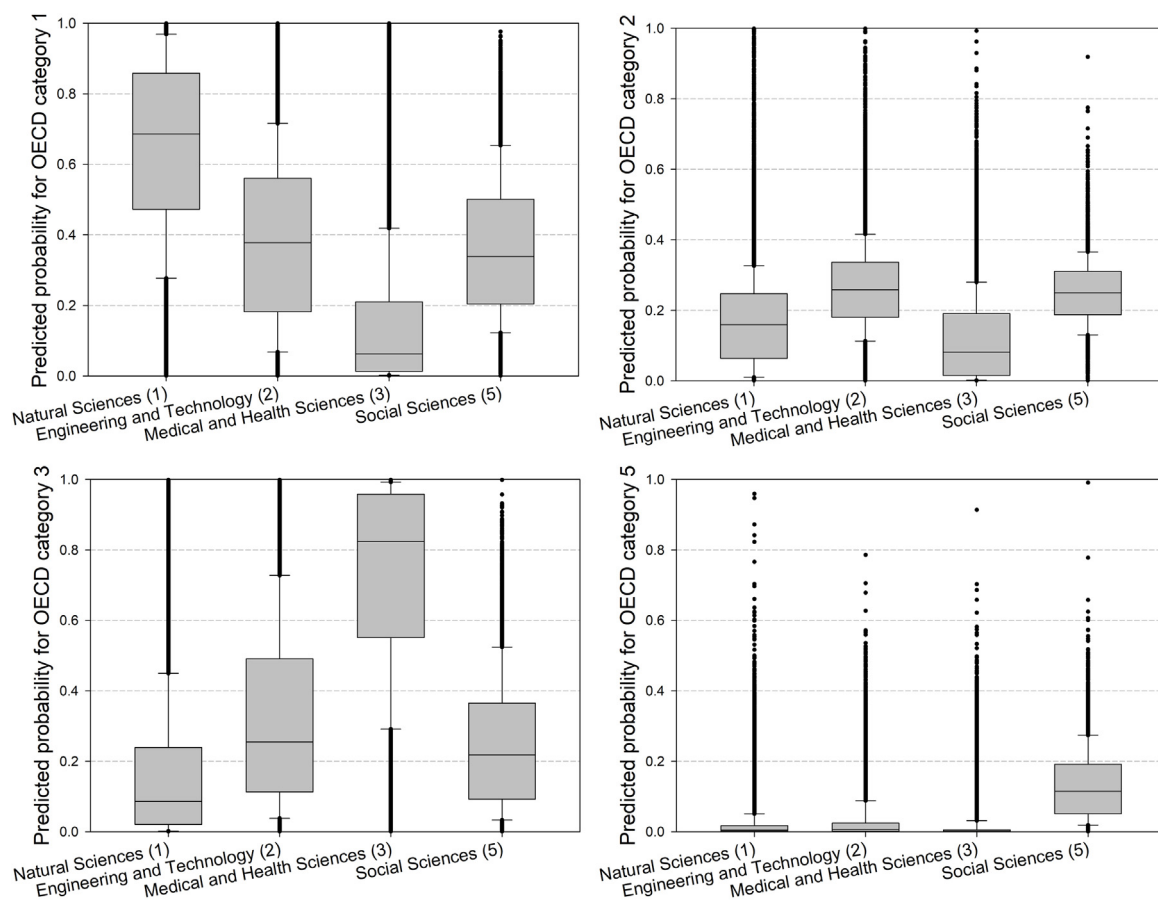 Predicted probability for OECD category 1
1.0
0.8
0.6
0.4
0.2
0.0
Natural Sciences (1)
Engineering and Technology (2)
Medical and Health Sciences (3)
Social Sciences (5)
Predicted probability for OECD category 2
1.0
0.8
0.6
0.4
0.2
0.0
Natural Sciences (1)
Engineering and Technology (2)
Medical and Health Sciences (3)
Social Sciences (5)
Predicted probability for OECD category 3
1.0
0.8
0.6
0.4
0.2
0.0
Natural Sciences (1)
Engineering and Technology (2)
Medical and Health Sciences (3)
Social Sciences (5)
Predicted probability for OECD category 5
1.0
0.8
0.6
0.4
0.2
0.0
Natural Sciences (1)
Engineering and Technology (2)
Medical and Health Sciences (3)
Social Sciences (5)